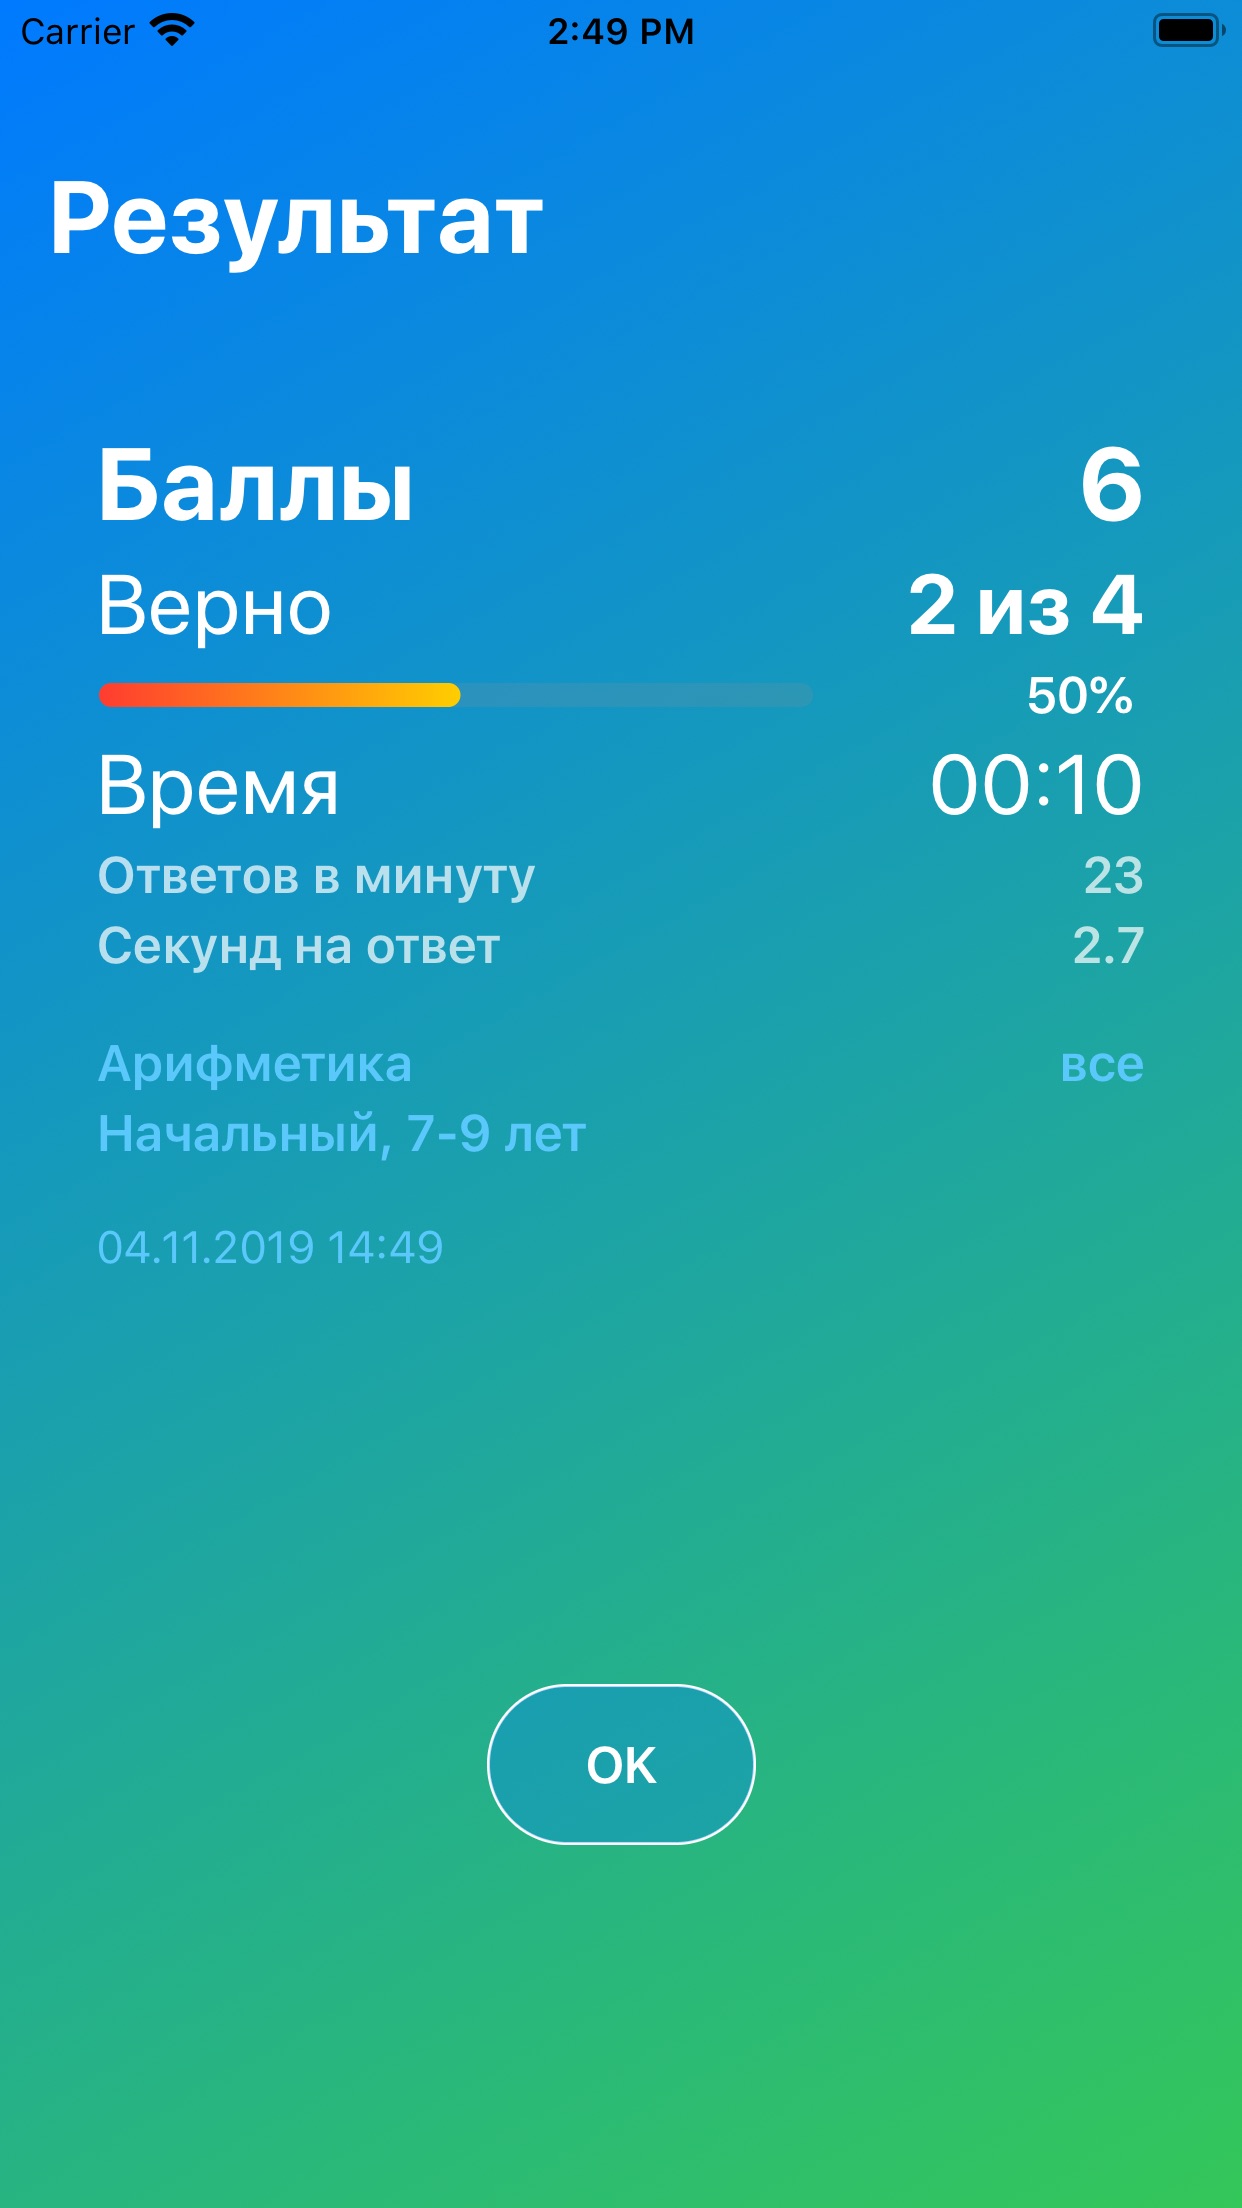 Carrier 2:49 PM
Результат
Баллы 6
Верно 2 из 4
50%
Время 00:10
Ответов в минуту 23
Секунд на ответ 2.7
Арифметика все
Начальный, 7-9 лет
04.11.2019 14:49
OK